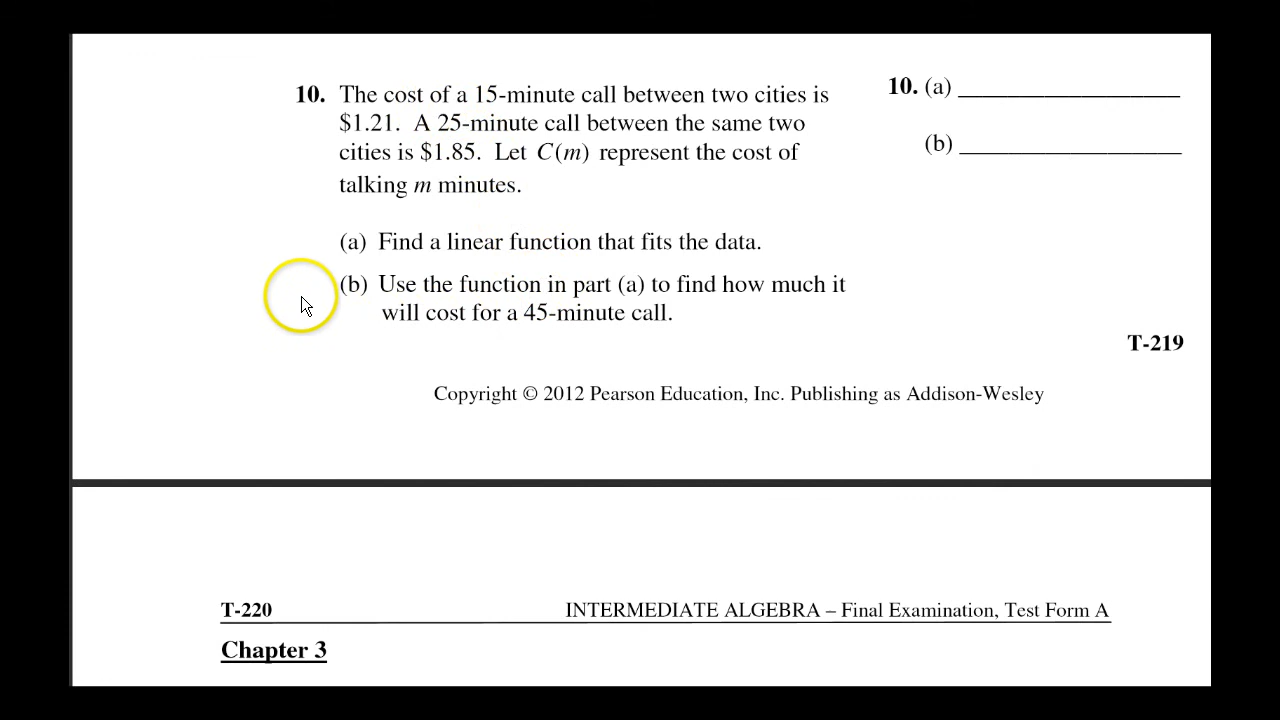 10. The cost of a 15-minute call between two cities is
$1.21. A 25-minute call between the same two
cities is $1.85. Let C(m) represent the cost of
talking m minutes.
(a) Find a linear function that fits the data.
(b) Use the function in part (a) to find how much it
will cost for a 45-minute call.
10. (a) ____________________
(b) ____________________
T-219
Copyright © 2012 Pearson Education, Inc. Publishing as Addison-Wesley
T-220 INTERMEDIATE ALGEBRA – Final Examination, Test Form A
Chapter 3